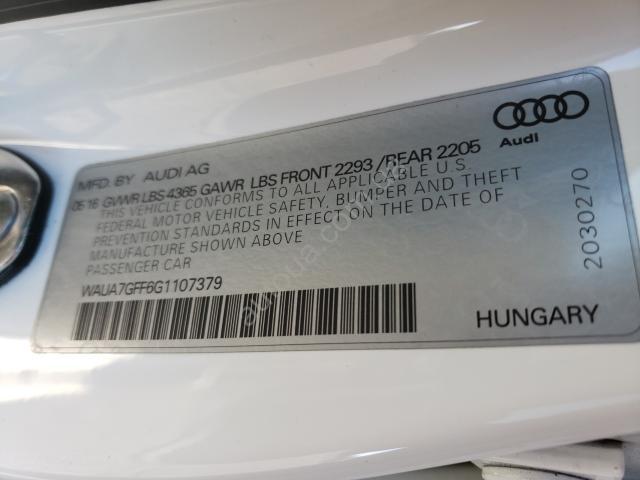 Audi
MFD. BY AUDI AG
05 16 GVWR LBS 4365 GAWR LBS FRONT 2293 / REAR 2205
THIS VEHICLE CONFORMS TO ALL APPLICABLE U.S.
FEDERAL MOTOR VEHICLE SAFETY, BUMPER AND THEFT
PREVENTION STANDARDS IN EFFECT ON THE DATE OF
MANUFACTURE SHOWN ABOVE
PASSENGER CAR
WAUA7GFF6G1107379
HUNGARY
2030270